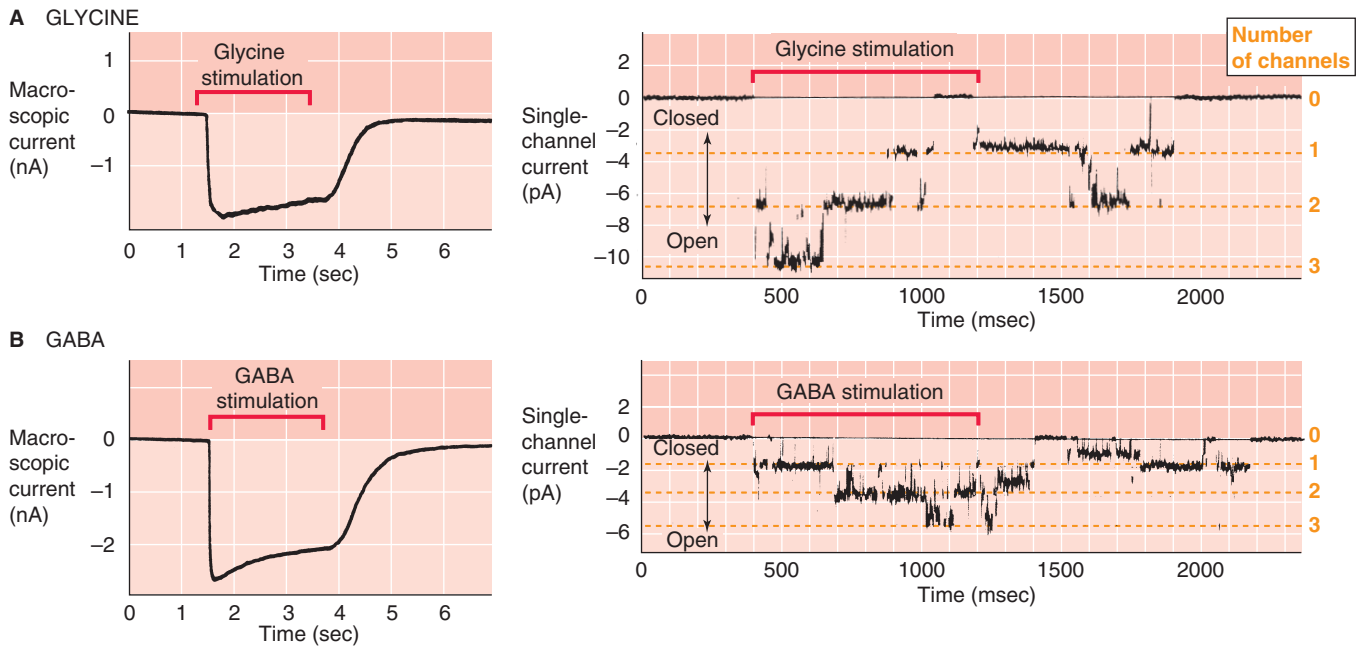 A GLYCINE
Macro-
scopic
current
(nA)
1
0
−1
Glycine
stimulation
0 1 2 3 4 5 6
Time (sec)
Single-
channel
current
(pA)
2
0
−2
−4
−6
−8
−10
Glycine stimulation
Closed
Open
Number
of channels
0
1
2
3
0 500 1000 1500 2000
Time (msec)
B GABA
Macro-
scopic
current
(nA)
0
−1
−2
GABA
stimulation
0 1 2 3 4 5 6
Time (sec)
Single-
channel
current
(pA)
2
0
−2
−4
−6
GABA stimulation
Closed
Open
0
1
2
3
0 500 1000 1500 2000
Time (msec)